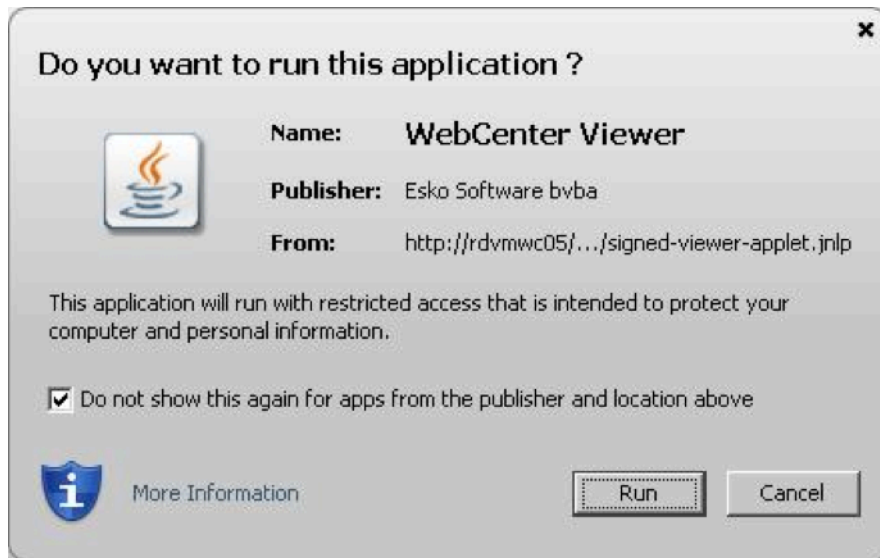 Do you want to run this application ?
Name: WebCenter Viewer
Publisher: Esko Software bvba
From: http://rdvmwc05/.../signed-viewer-applet.jnlp
This application will run with restricted access that is intended to protect your
computer and personal information.
Do not show this again for apps from the publisher and location above
More Information
Run
Cancel